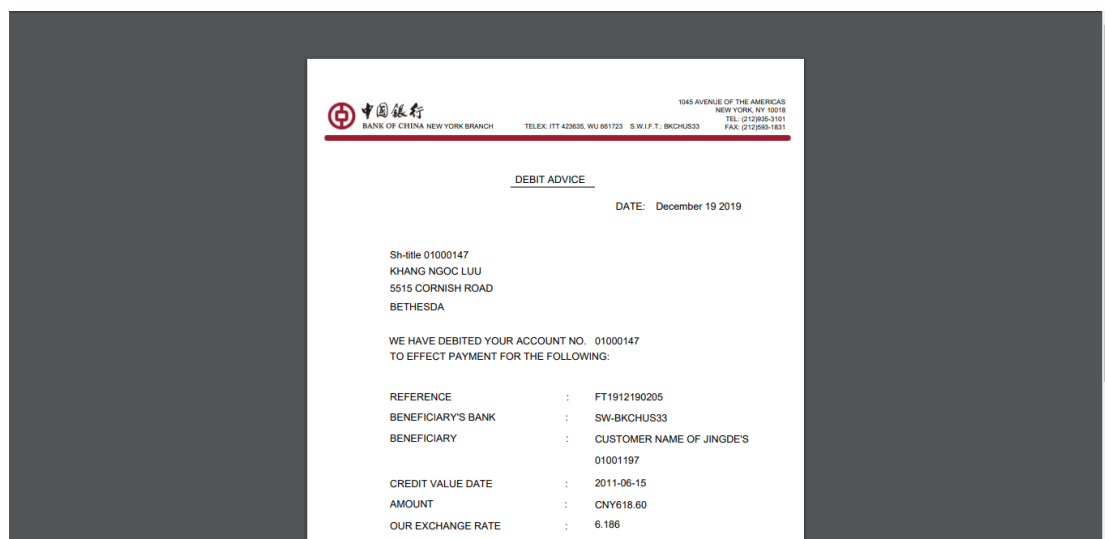 1045 AVENUE OF THE AMERICAS
NEW YORK, NY 10018
TEL: (212)935-3101
中国銀行
BANK OF CHINA NEW YORK BRANCH TELEX: ITT 423635, WU 661723 S.W.I.F.T.: BKCHUS33 FAX: (212)593-1831
DEBIT ADVICE
DATE: December 19 2019
Sh-title 01000147
KHANG NGOC LUU
5515 CORNISH ROAD
BETHESDA
WE HAVE DEBITED YOUR ACCOUNT NO. 01000147
TO EFFECT PAYMENT FOR THE FOLLOWING:
REFERENCE : FT1912190205
BENEFICIARY'S BANK : SW-BKCHUS33
BENEFICIARY : CUSTOMER NAME OF JINGDE'S
01001197
CREDIT VALUE DATE : 2011-06-15
AMOUNT : CNY618.60
OUR EXCHANGE RATE : 6.186